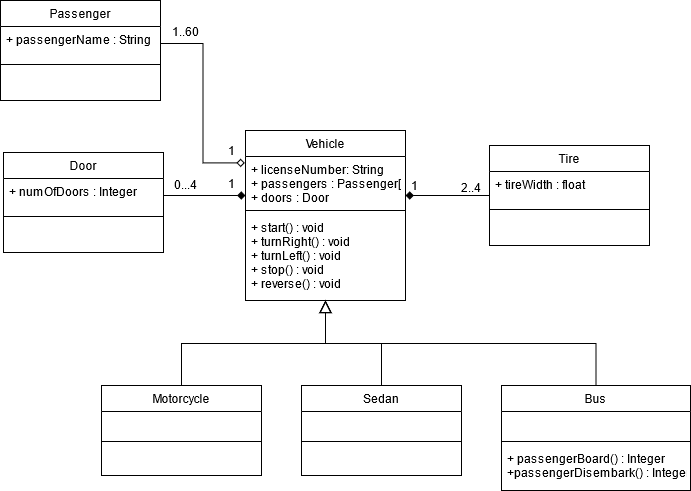 Passenger
+ passengerName : String
1..60
1
Door
+ numOfDoors : Integer
0...4
1
Vehicle
+ licenseNumber: String
+ passengers : Passenger[
+ doors : Door
+ start() : void
+ turnRight() : void
+ turnLeft() : void
+ stop() : void
+ reverse() : void
1
2..4
Tire
+ tireWidth : float
Motorcycle
Sedan
Bus
+ passengerBoard() : Integer
+passengerDisembark() : Intege